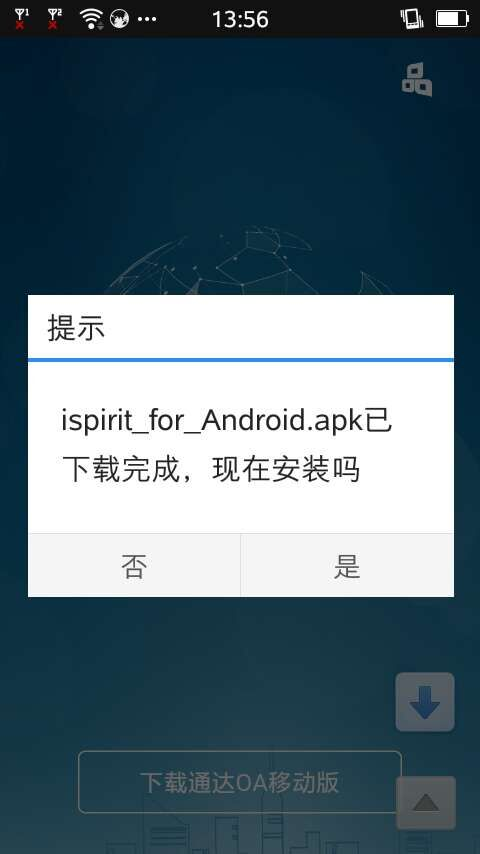 13:56
提示
ispirit_for_Android.apk已
下载完成，现在安装吗
否
是
下载通达OA移动版